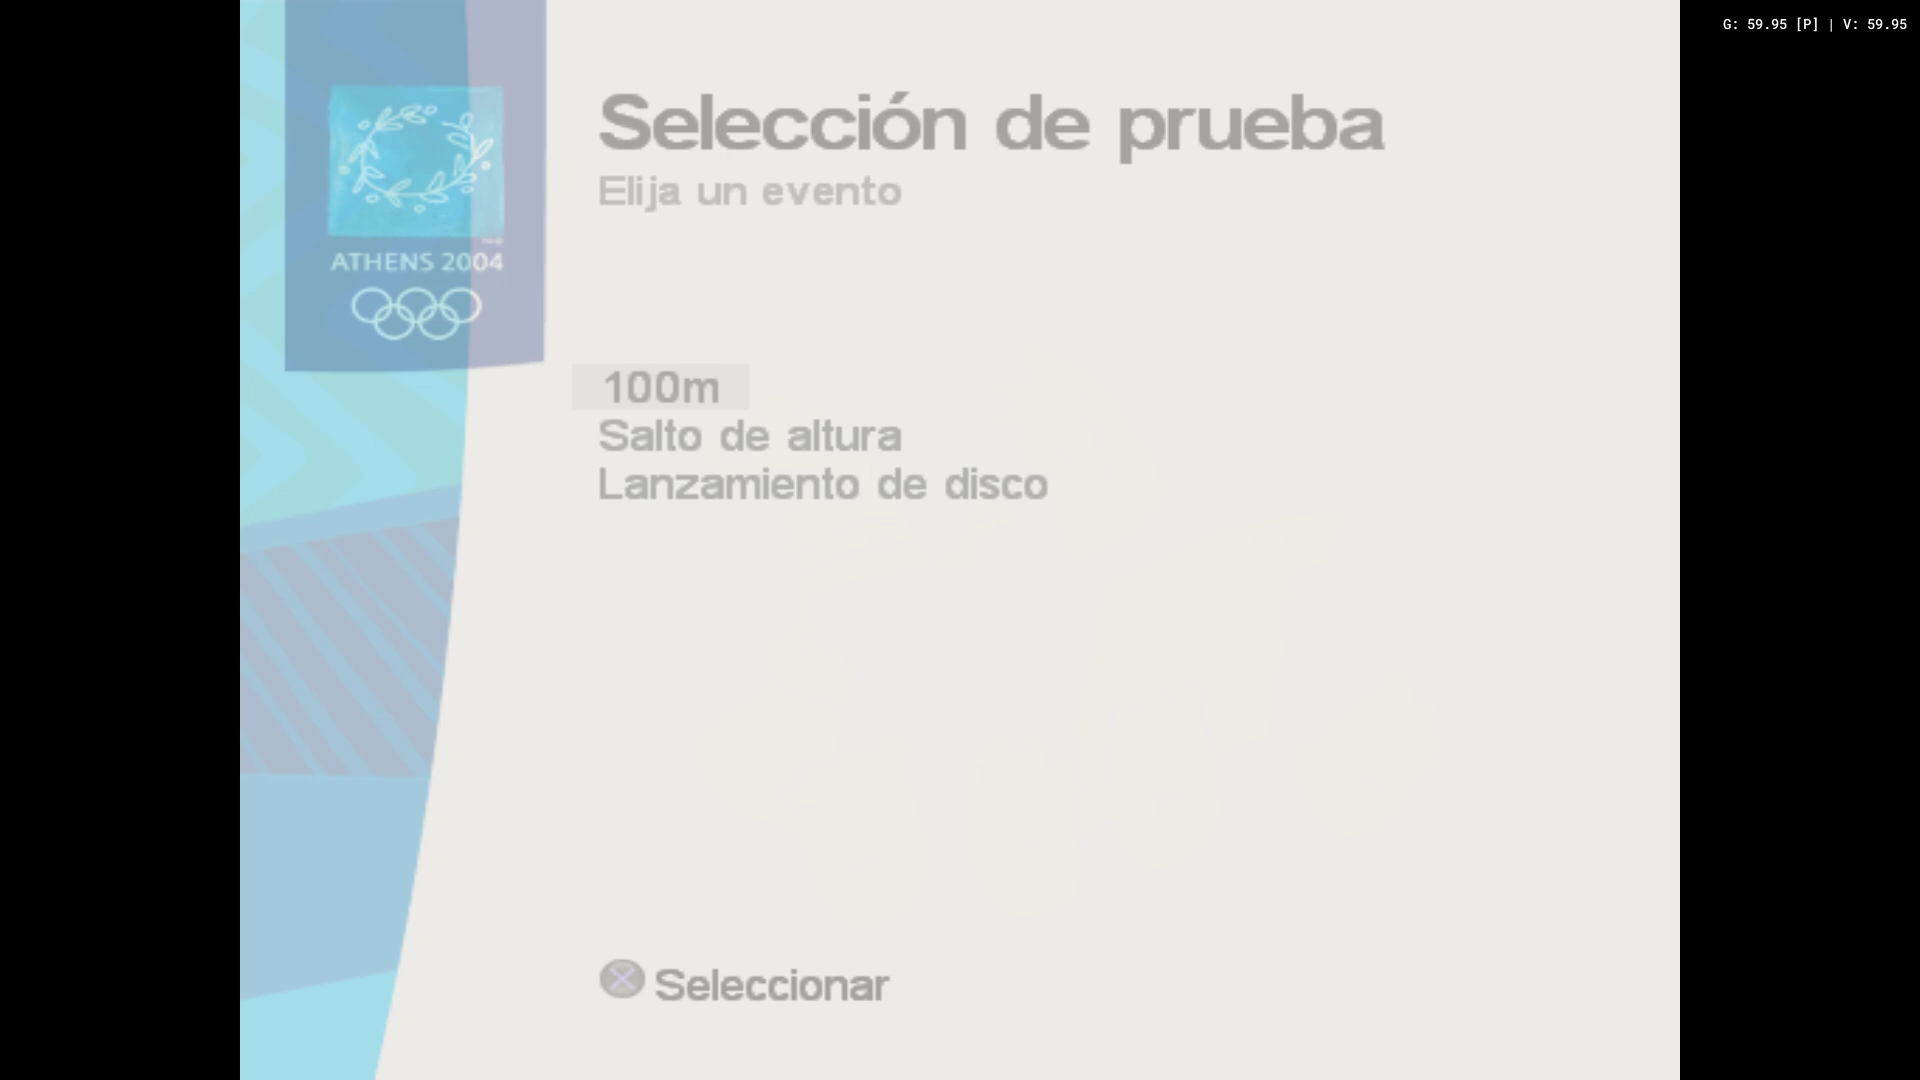 G: 59.95 [P] | V: 59.95
Selección de prueba
Elija un evento
ATHENS 2004
100m
Salto de altura
Lanzamiento de disco
Seleccionar